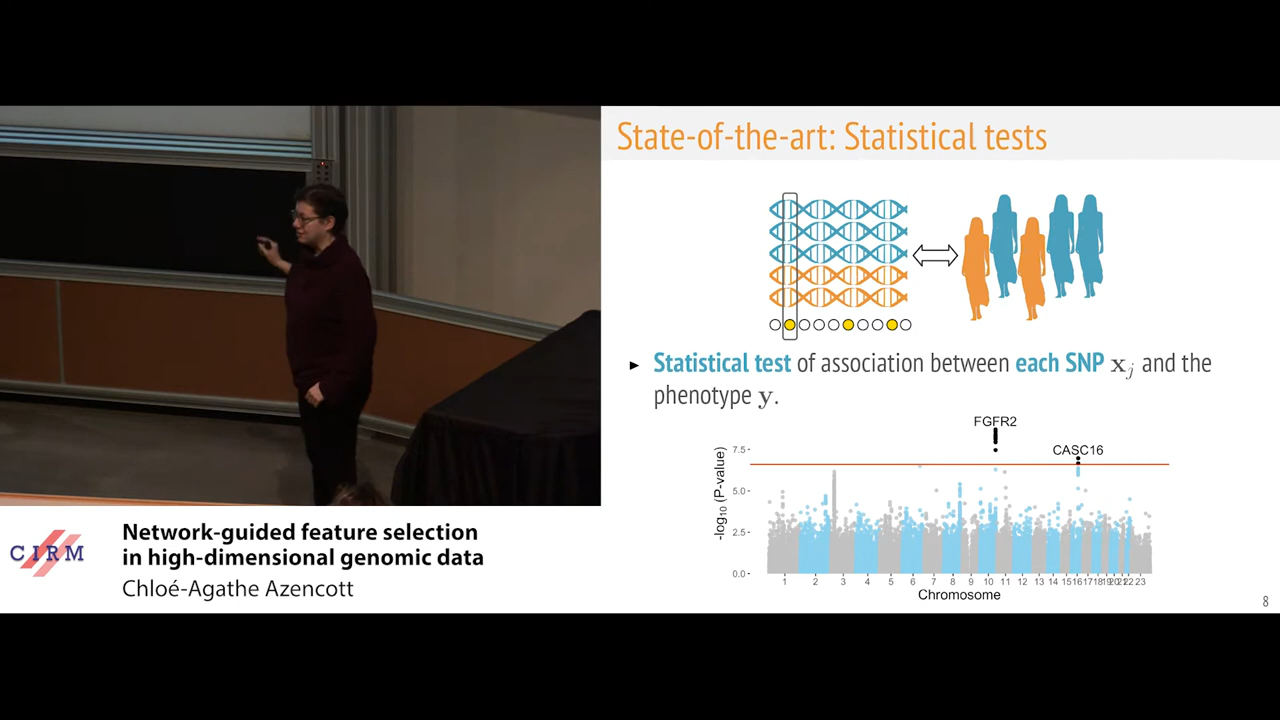 State-of-the-art: Statistical tests
► Statistical test of association between each SNP x_j and the
phenotype y.
FGFR2
CASC16
-log10 (P-value)
7.5
5.0
2.5
0.0
1 2 3 4 5 6 7 8 9 10 11 12 13 14 15 16 17 18 19 20 21 22 23
Chromosome
8
CIRM
Network-guided feature selection
in high-dimensional genomic data
Chloé-Agathe Azencott